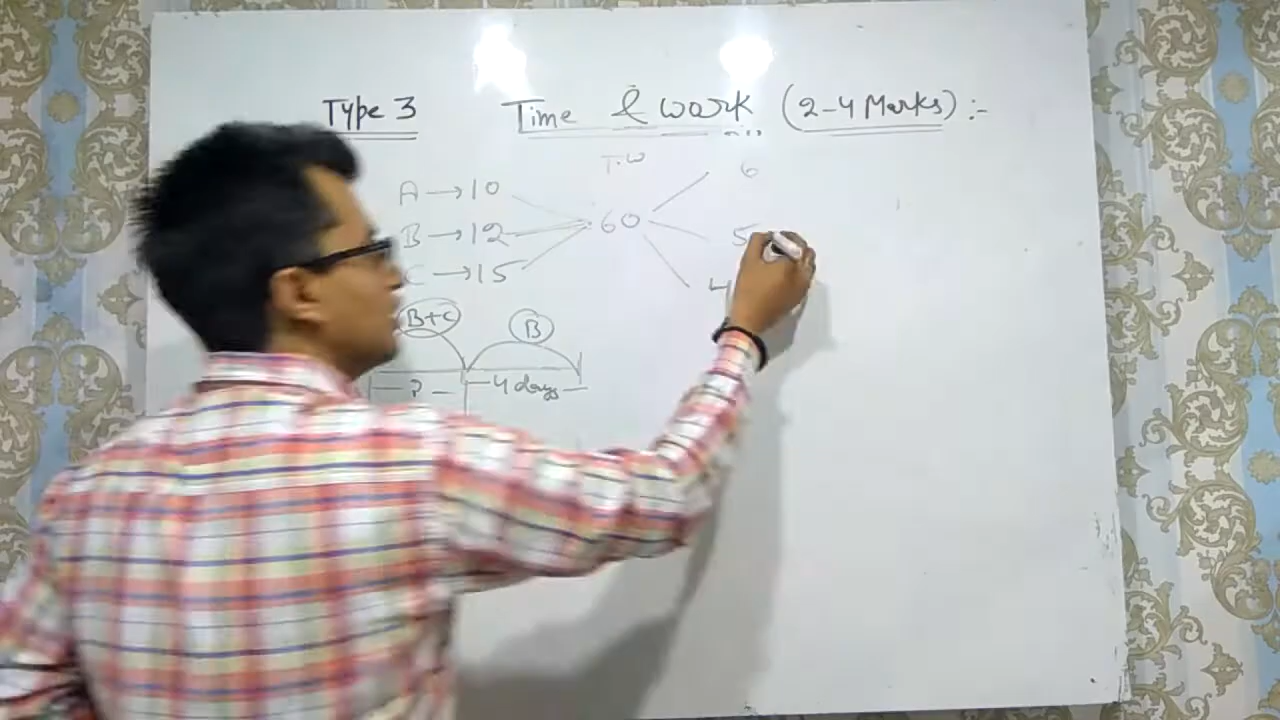 Type 3 Time & work (2-4 Marks) :-
T.W
A → 10 60 6
B → 12 5
C → 15 4
B+C B
? 4 days